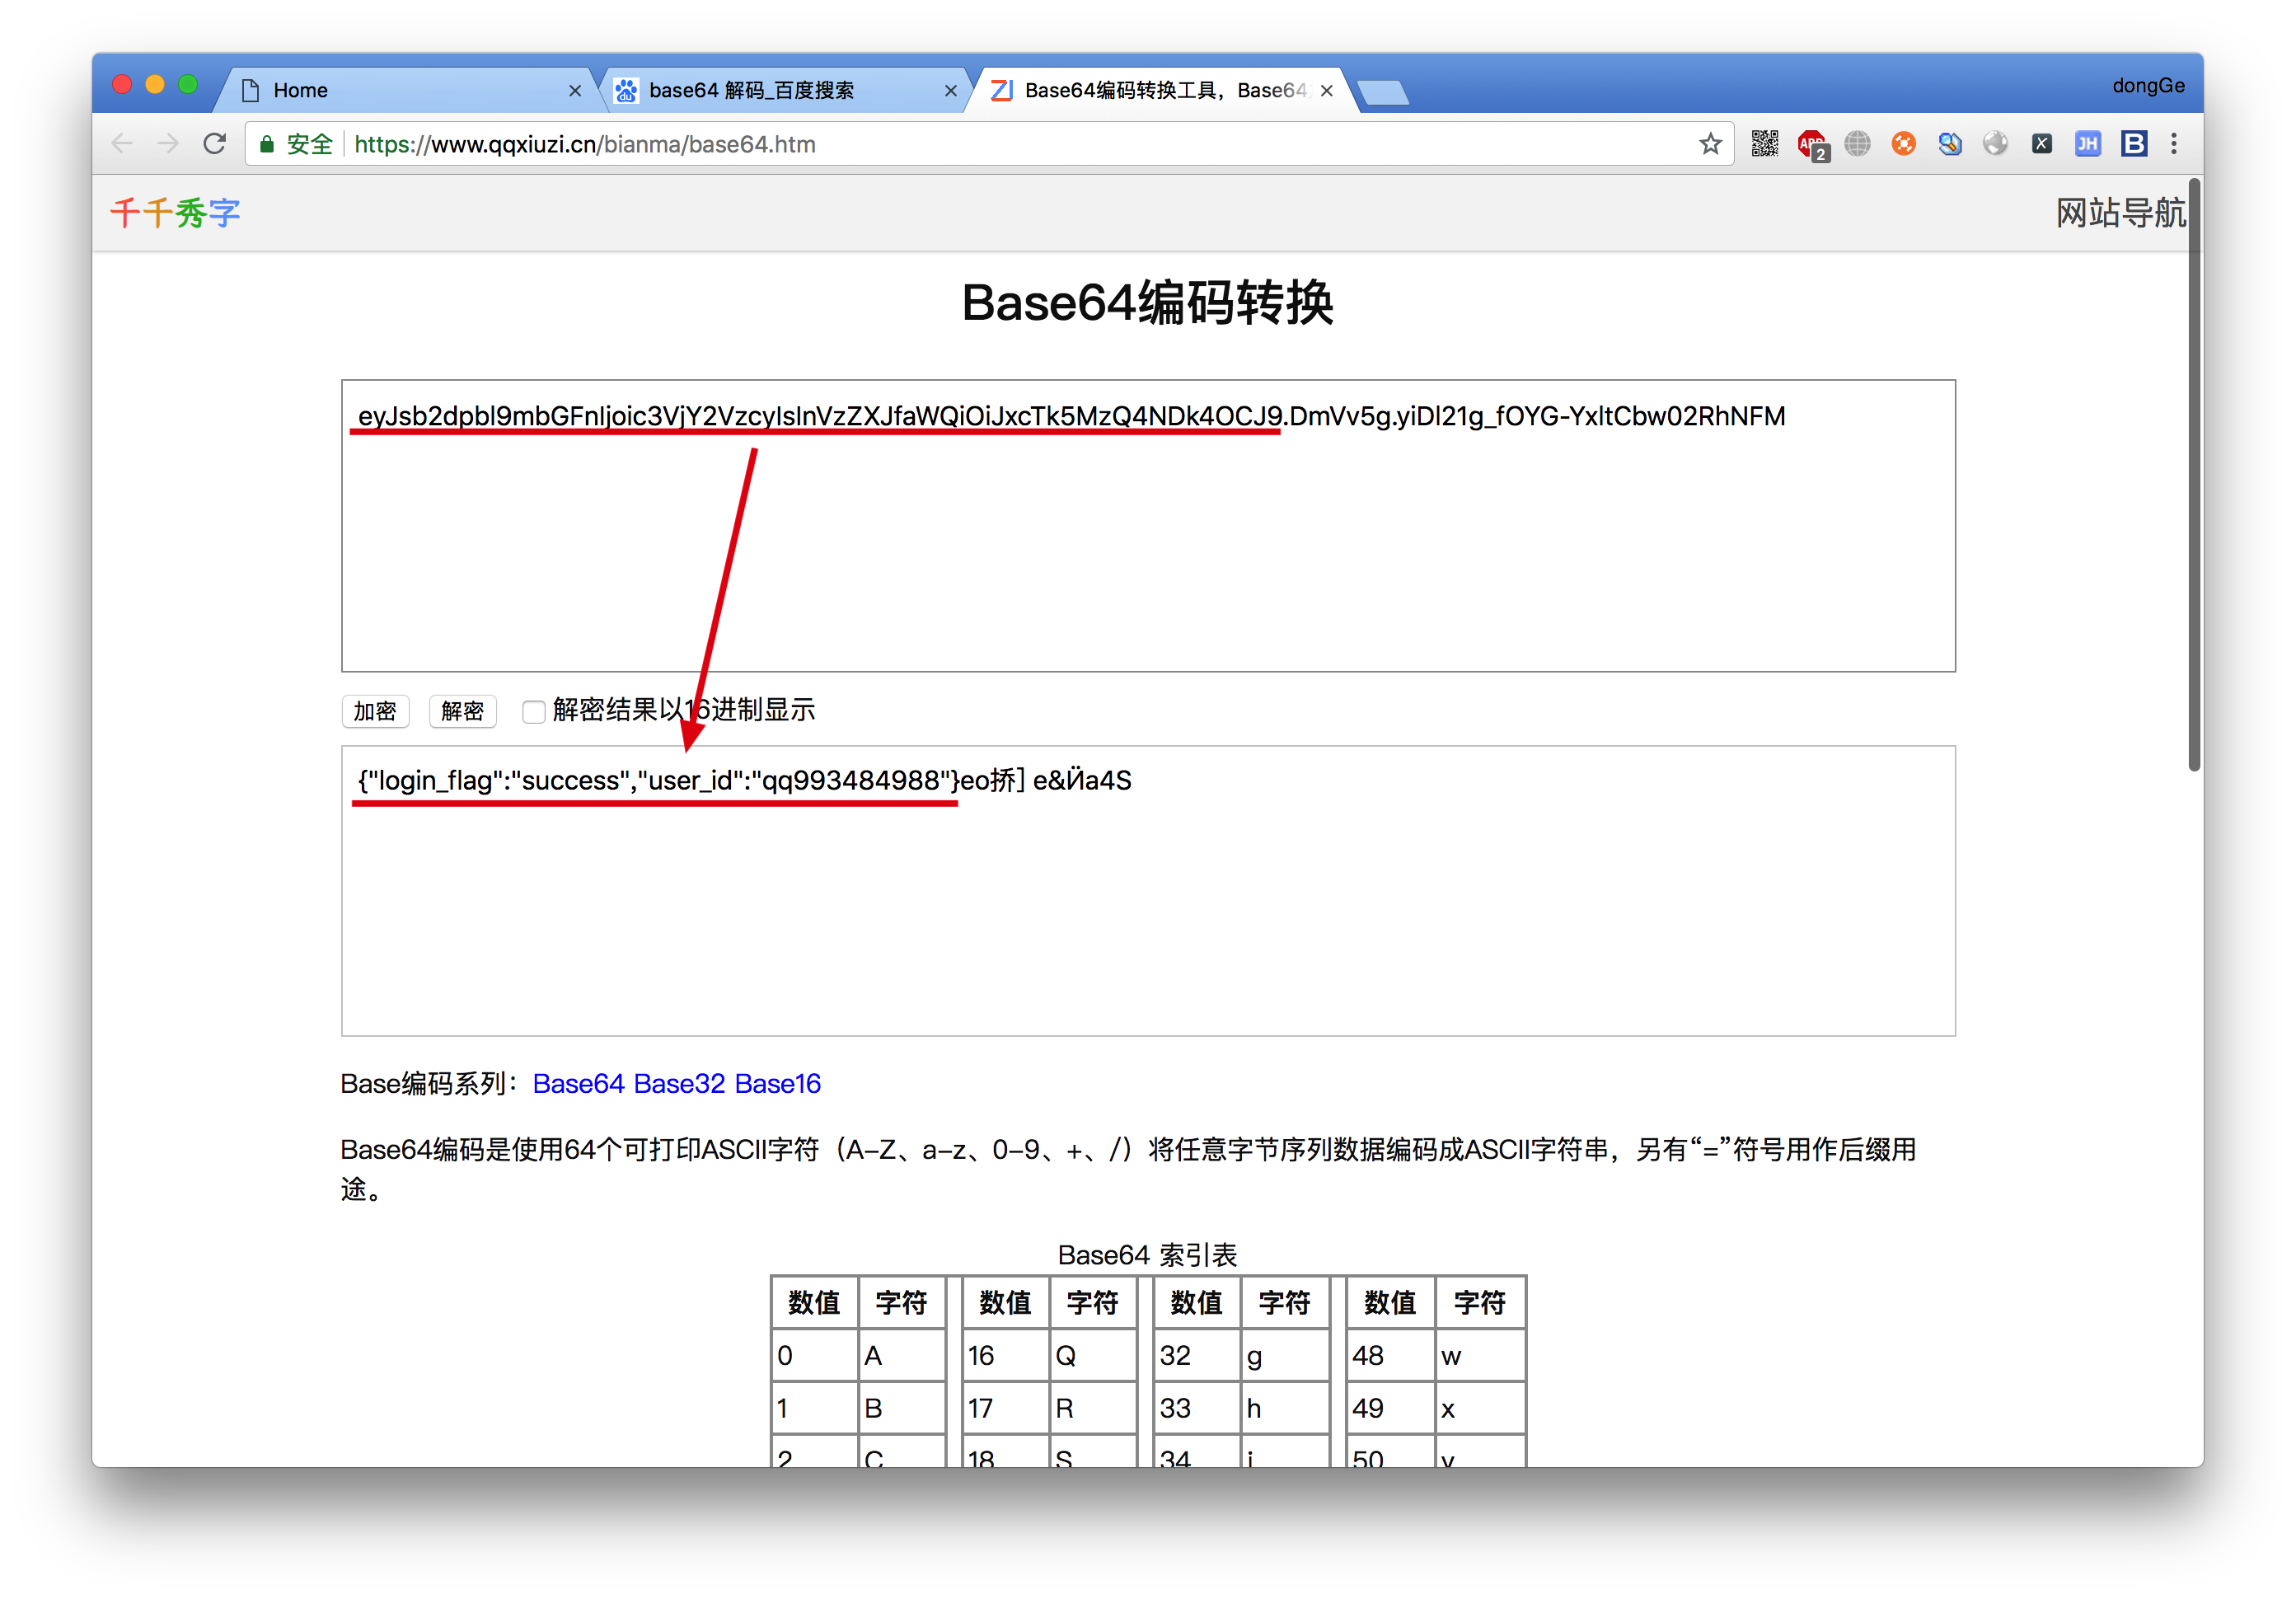 Home
base64 解码_百度搜索
Base64编码转换工具，Base64
dongGe
安全 https://www.qqxiuzi.cn/bianma/base64.htm
ABP 2 X JH B
千千秀字 网站导航
Base64编码转换
eyJsb2dpbl9mbGFnIjoic3VjY2VzcyIsInVzZXJfaWQiOiJxcTk5MzQ4NDk4OCJ9.DmVv5g.yiDl21g_fOYG-YxltCbw02RhNFM
加密 解密 解密结果以16进制显示
{"login_flag":"success","user_id":"qq993484988"}eo挢] e&Йa4S
Base编码系列：Base64 Base32 Base16
Base64编码是使用64个可打印ASCII字符（A-Z、a-z、0-9、+、/）将任意字节序列数据编码成ASCII字符串，另有“=”符号用作后缀用
途。
Base64 索引表
数值 字符 数值 字符 数值 字符 数值 字符
0 A 16 Q 32 g 48 w
1 B 17 R 33 h 49 x
2 C 18 S 34 i 50 y